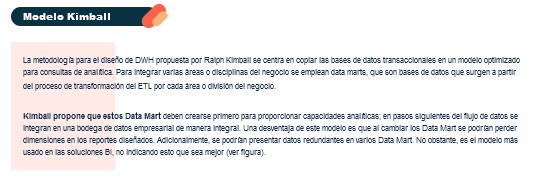 Modelo Kimball
La metodología para el diseño de DWH propuesta por Ralph Kimball se centra en copiar las bases de datos transaccionales en un modelo optimizado
para consultas de analítica. Para integrar varias áreas o disciplinas del negocio se emplean data marts, que son bases de datos que surgen a partir
del proceso de transformación del ETL por cada área o división del negocio.
Kimball propone que estos Data Mart deben crearse primero para proporcionar capacidades analíticas; en pasos siguientes del flujo de datos se
integran en una bodega de datos empresarial de manera integral. Una desventaja de este modelo es que al cambiar los Data Mart se podrían perder
dimensiones en los reportes diseñados. Adicionalmente, se podrían presentar datos redundantes en varios Data Mart. No obstante, es el modelo más
usado en las soluciones BI, no indicando esto que sea mejor (ver figura).